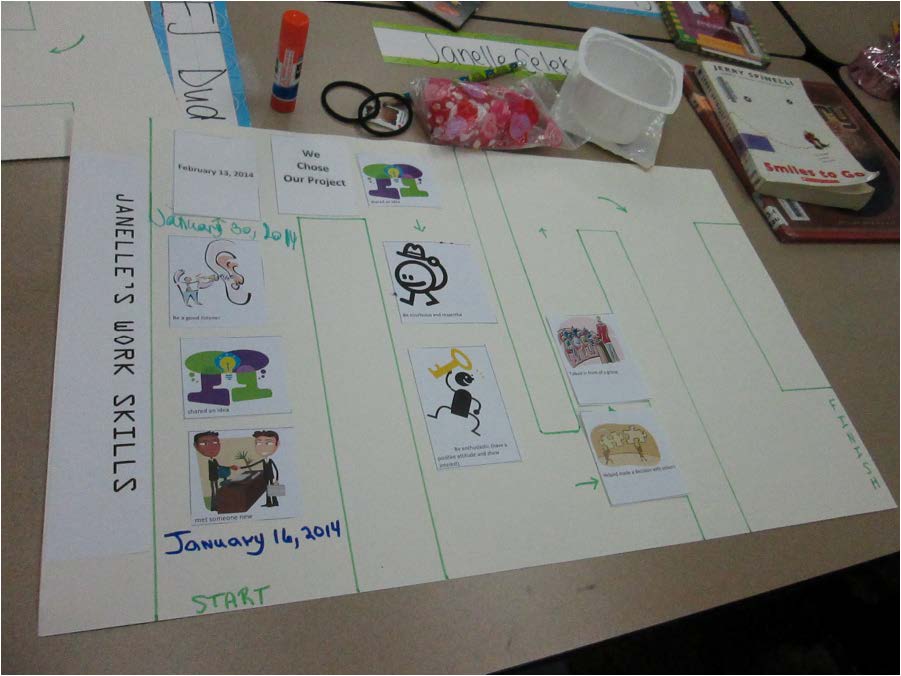 EJ Dud
Janelle
JERRY SPINELLI
Smiles to Go
SCHOLASTIC
JANELLE'S WORK SKILLS
February 13, 2014
We
Chose
Our Project
shared an idea
January 30, 2014
Be a good listener
shared an idea
met someone new
January 16, 2014
START
Be courteous and respectful
Be enthusiastic (have a
positive attitude and show
interest)
Talked in front of a group
Helped make a decision with others
FINISH